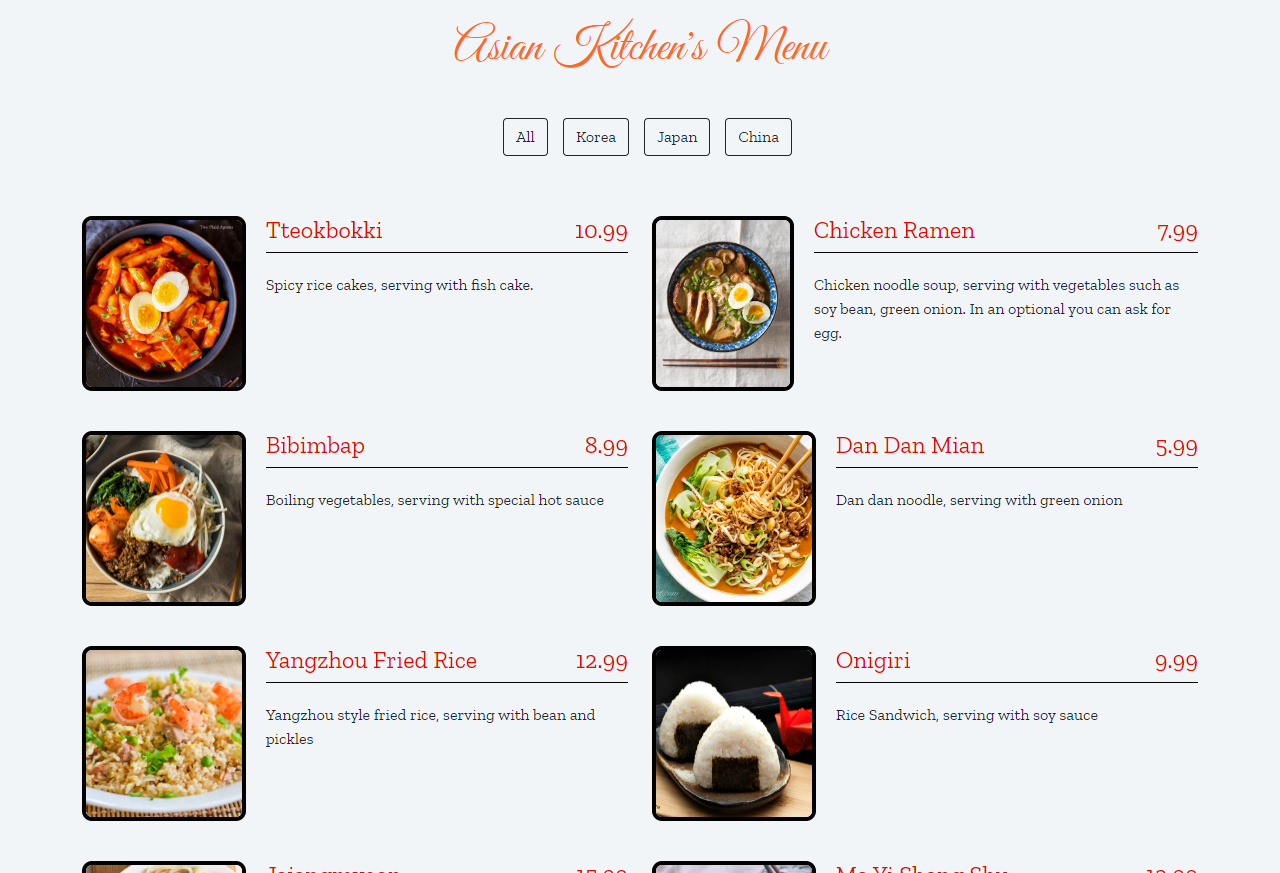 Asian Kitchen's Menu
All
Korea
Japan
China
Tteokbokki 10.99
Spicy rice cakes, serving with fish cake.
Chicken Ramen 7.99
Chicken noodle soup, serving with vegetables such as
soy bean, green onion. In an optional you can ask for
egg.
Bibimbap 8.99
Boiling vegetables, serving with special hot sauce
Dan Dan Mian 5.99
Dan dan noodle, serving with green onion
Yangzhou Fried Rice 12.99
Yangzhou style fried rice, serving with bean and
pickles
Onigiri 9.99
Rice Sandwich, serving with soy sauce